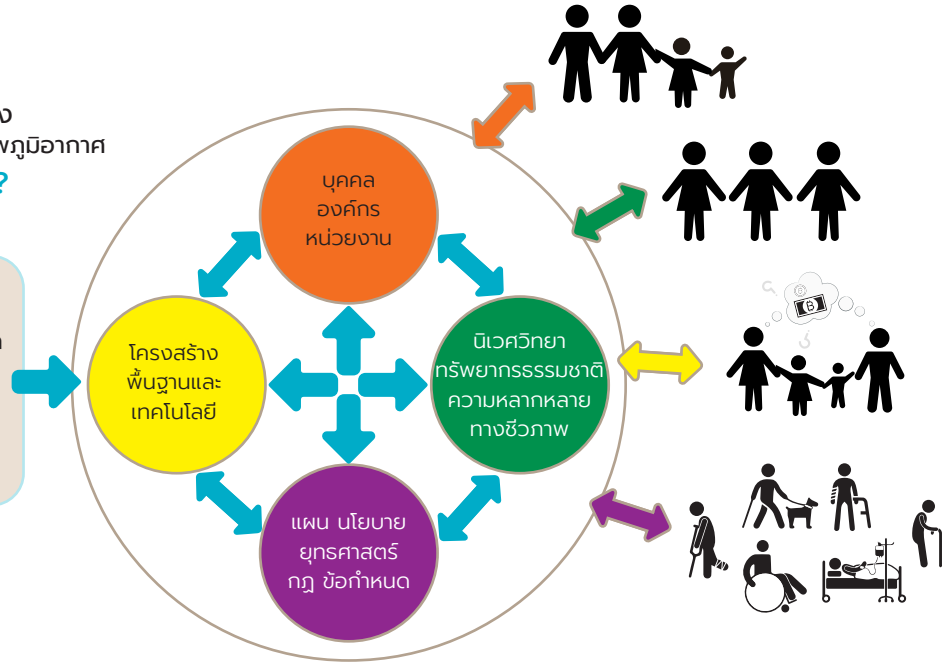 ง
พภูมิอากาศ
?
บุคคล
องค์กร
หน่วยงาน
โครงสร้าง
พื้นฐานและ
เทคโนโลยี
นิเวศวิทยา
ทรัพยากรธรรมชาติ
ความหลากหลาย
ทางชีวภาพ
แผน นโยบาย
ยุทธศาสตร์
กฎ ข้อกำหนด